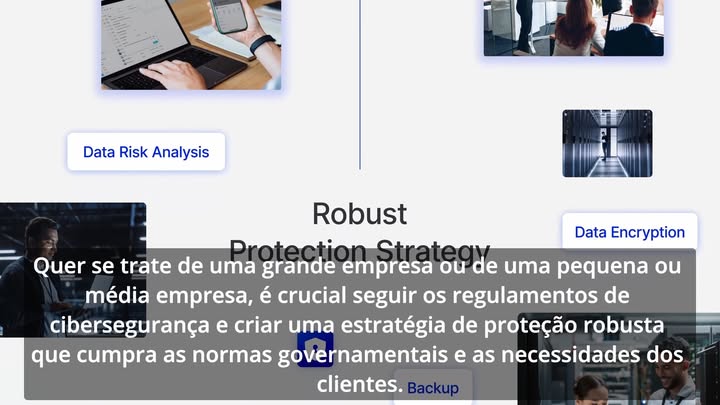 Data Risk Analysis
Robust
Protection Strategy
Data Encryption
Quer se trate de uma grande empresa ou de uma pequena ou
média empresa, é crucial seguir os regulamentos de
cibersegurança e criar uma estratégia de proteção robusta
que cumpra as normas governamentais e as necessidades dos
clientes.
Backup